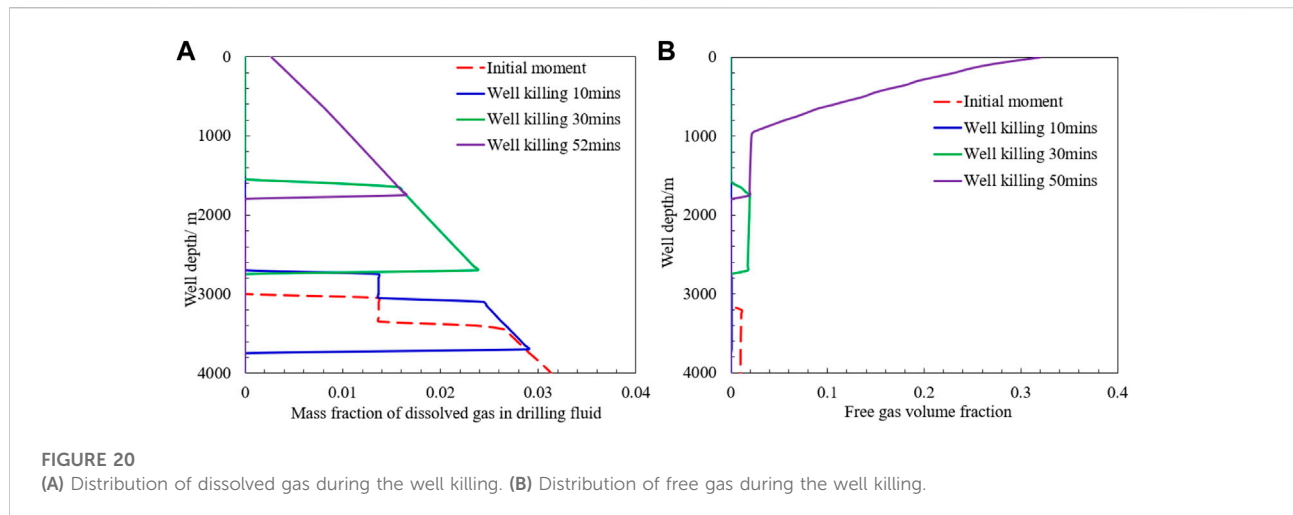 A
0
1000
2000
3000
4000
Well depth/ m
Initial moment
Well killing 10mins
Well killing 30mins
Well killing 52mins
0 0.01 0.02 0.03 0.04
Mass fraction of dissolved gas in drilling fluid
B
0
1000
2000
3000
4000
Well depth/m
Initial moment
Well killing 10mins
Well killing 30mins
Well killing 50mins
0 0.1 0.2 0.3 0.4
Free gas volume fraction
FIGURE 20
(A) Distribution of dissolved gas during the well killing. (B) Distribution of free gas during the well killing.